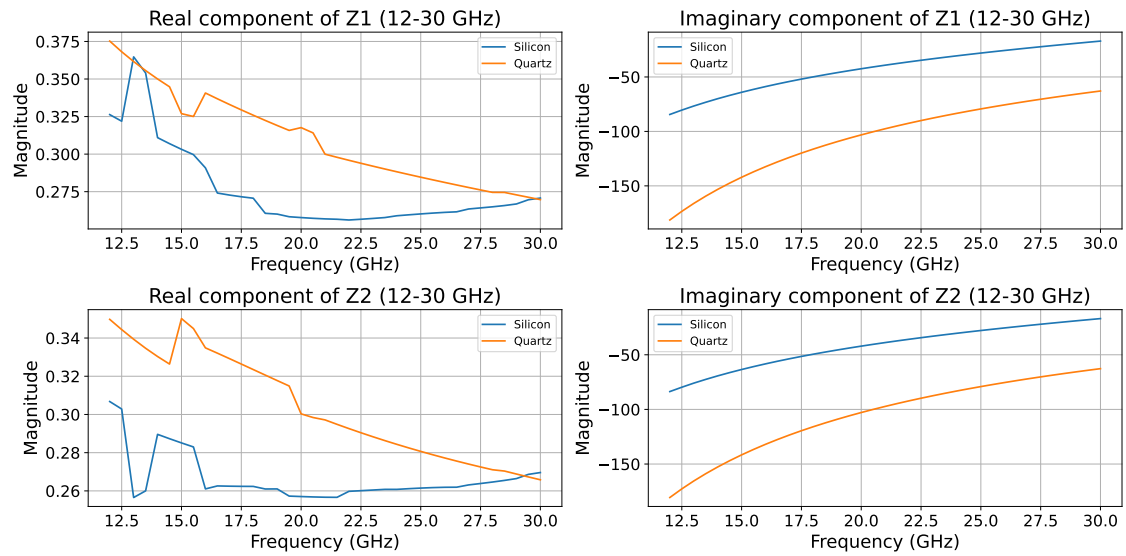 Real component of Z1 (12-30 GHz)
Magnitude
0.375
0.350
0.325
0.300
0.275
Silicon
Quartz
12.5 15.0 17.5 20.0 22.5 25.0 27.5 30.0
Frequency (GHz)
Imaginary component of Z1 (12-30 GHz)
Magnitude
−50
−100
−150
Silicon
Quartz
12.5 15.0 17.5 20.0 22.5 25.0 27.5 30.0
Frequency (GHz)
Real component of Z2 (12-30 GHz)
Magnitude
0.34
0.32
0.30
0.28
0.26
Silicon
Quartz
12.5 15.0 17.5 20.0 22.5 25.0 27.5 30.0
Frequency (GHz)
Imaginary component of Z2 (12-30 GHz)
Magnitude
−50
−100
−150
Silicon
Quartz
12.5 15.0 17.5 20.0 22.5 25.0 27.5 30.0
Frequency (GHz)